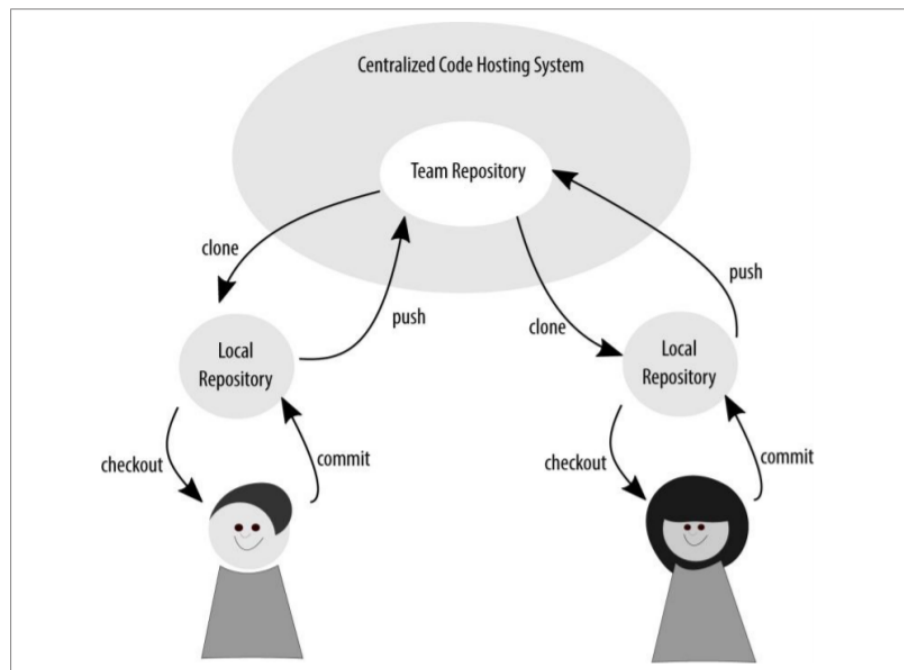 Centralized Code Hosting System
Team Repository
clone
push
push
clone
Local
Repository
Local
Repository
checkout
commit
checkout
commit